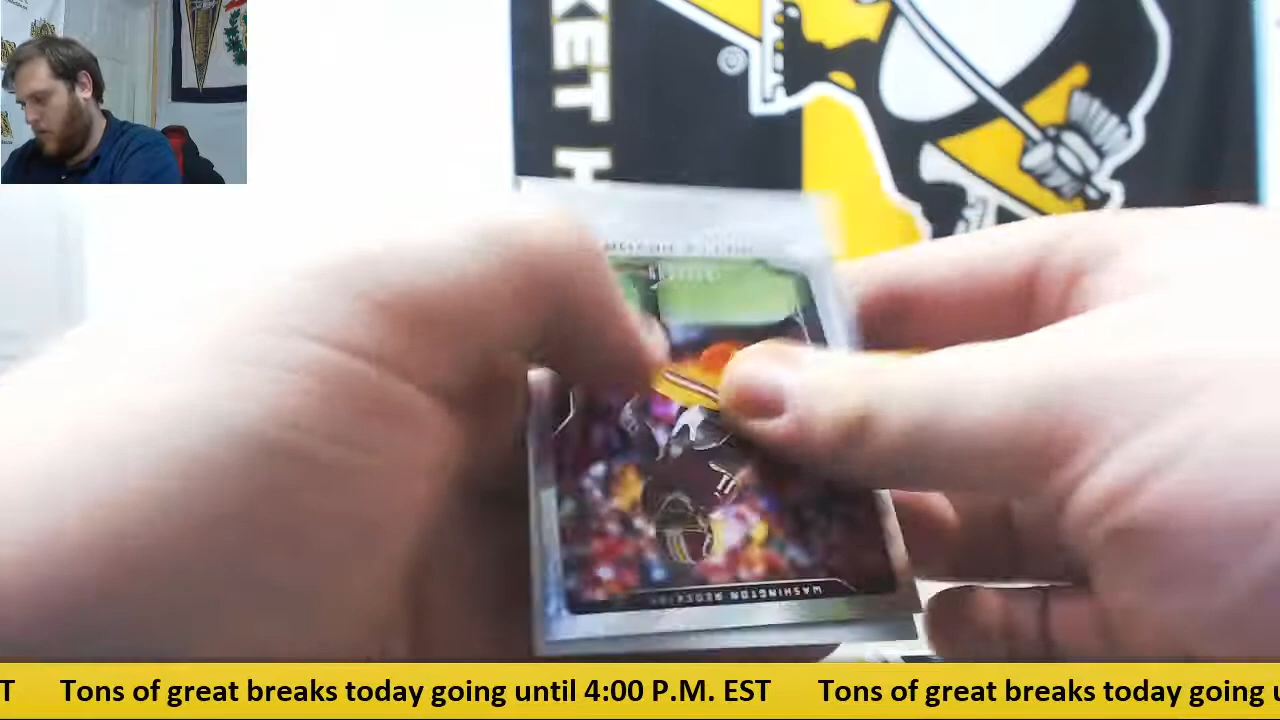 KET H
®
WASHINGTON REDSKINS
T Tons of great breaks today going until 4:00 P.M. EST Tons of great breaks today going u